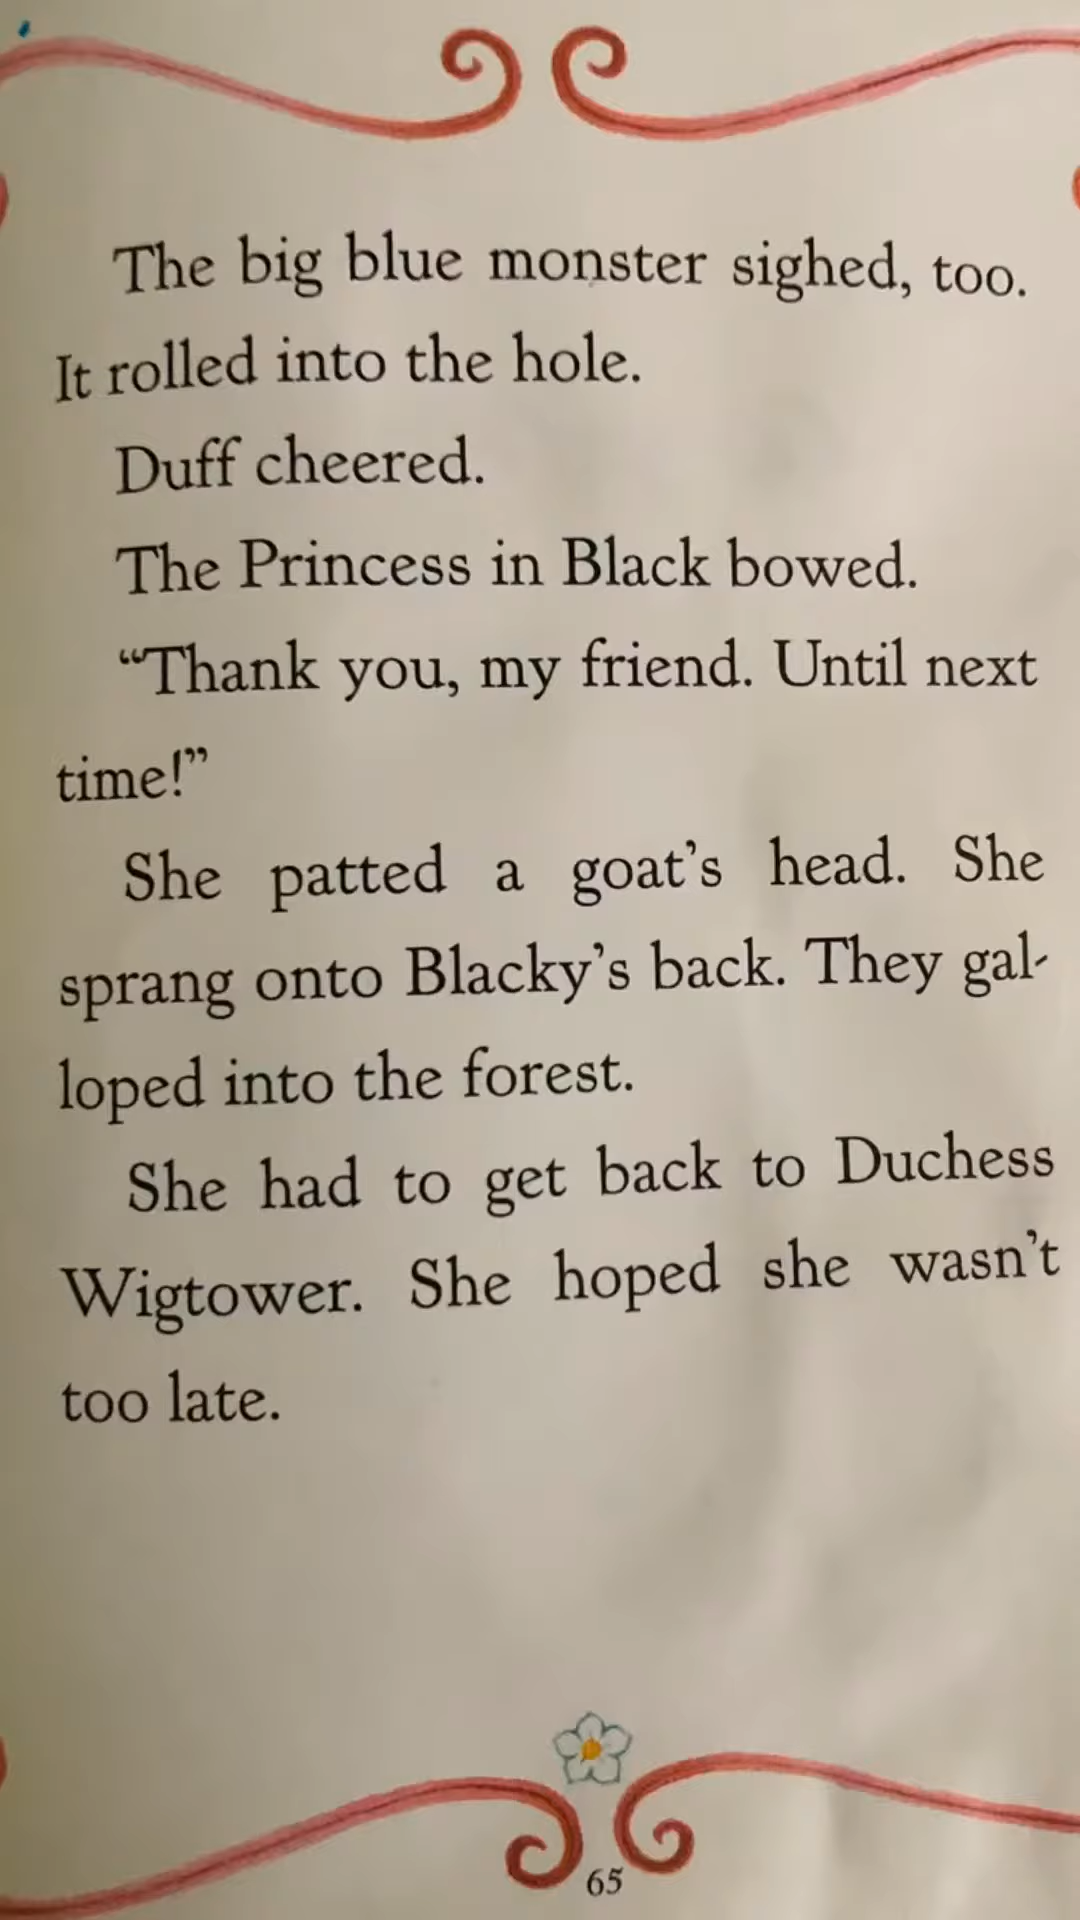 The big blue monster sighed, too.
It rolled into the hole.
Duff cheered.
The Princess in Black bowed.
“Thank you, my friend. Until next
time!”
She patted a goat’s head. She
sprang onto Blacky’s back. They gal-
loped into the forest.
She had to get back to Duchess
Wigtower. She hoped she wasn’t
too late.
65